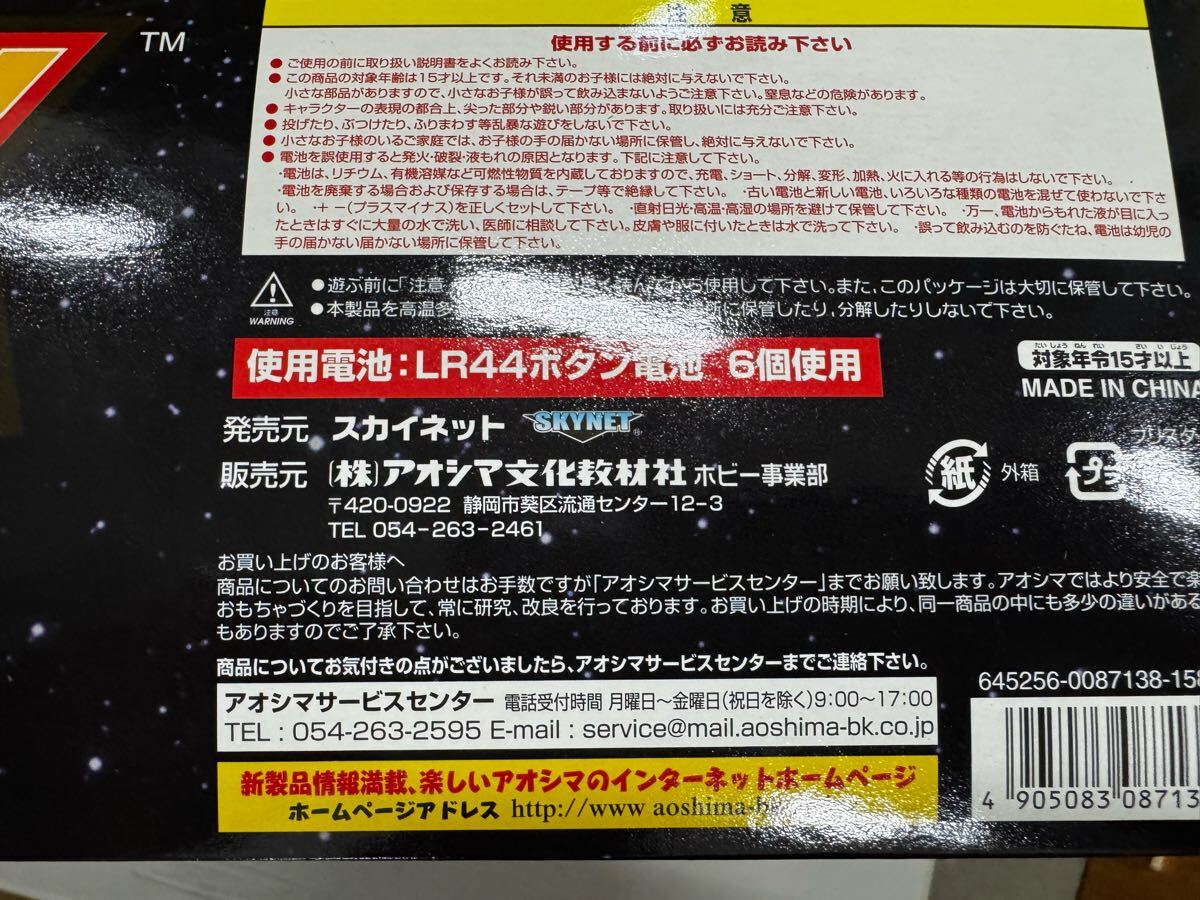 TM
注意
使用する前に必ずお読み下さい
●ご使用の前に取り扱い説明書をよくお読み下さい。
●この商品の対象年齢は15才以上です。それ未満のお子様には絶対に与えないで下さい。
小さな部品がありますので、小さなお子様が誤って飲み込まないようご注意下さい。窒息などの危険があります。
●キャラクターの表現の都合上、尖った部分や鋭い部分があります。取り扱いには充分ご注意下さい。
●投げたり、ぶつけたり、ふりまわす等乱暴な遊びをしないで下さい。
●小さなお子様のいるご家庭では、お子様の手の届かない場所に保管し、絶対に与えないで下さい。
●電池を誤使用すると発火・破裂・液もれの原因となります。下記に注意して下さい。
・電池は、リチウム、有機溶媒など可燃性物質を内蔵しておりますので、充電、ショート、分解、変形、加熱、火に入れる等の行為はしないで下さい。
・電池を廃棄する場合および保存する場合は、テープ等で絶縁して下さい。 ・古い電池と新しい電池、いろいろな種類の電池を混ぜて使わないで下さ
い。 ・+-(プラスマイナス)を正しくセットして下さい。 ・直射日光・高温・高湿の場所を避けて保管して下さい。 ・万一、電池からもれた液が目に入っ
たときはすぐに大量の水で洗い、医師に相談して下さい。皮膚や服に付いたときは水で洗って下さい。 ・誤って飲み込むのを防ぐたね、電池は幼児の
手の届かない届かない場所に保管して下さい。
注意
WARNING
●遊ぶ前に「注意 んでから使用して下さい。また、このパッケージは大切に保管して下さい。
●本製品を高温多 所に保管したり、分解したりしないで下さい。
使用電池：LR44ボタン電池 6個使用
たいしょうねんれい さいいじょう
対象年令15才以上
MADE IN CHINA
発売元 スカイネット SKYNET
販売元 (株)アオシマ文化教材社 ホビー事業部
〒420-0922 静岡市葵区流通センター12-3
TEL 054-263-2461
紙 外箱 プラ ブリスタ
お買い上げのお客様へ
商品についてのお問い合わせはお手数ですが「アオシマサービスセンター」までお願い致します。アオシマではより安全で楽
おもちゃづくりを目指して、常に研究、改良を行っております。お買い上げの時期により、同一商品の中にも多少の違いがある
もありますのでご了承下さい。
商品についてお気付きの点がございましたら、アオシマサービスセンターまでご連絡下さい。
アオシマサービスセンター 電話受付時間 月曜日〜金曜日(祝日を除く)9:00〜17:00
TEL : 054-263-2595 E-mail : service@mail.aoshima-bk.co.jp
645256-0087138-158
4 905083 08713
新製品情報満載、楽しいアオシマのインターネットホームページ
ホームページアドレス http://www aoshima-b